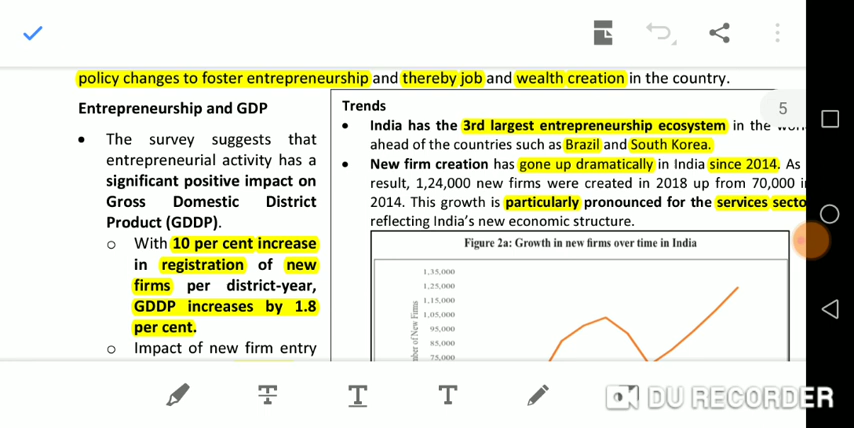 policy changes to foster entrepreneurship and thereby job and wealth creation in the country.
5
Entrepreneurship and GDP
• The survey suggests that
entrepreneurial activity has a
significant positive impact on
Gross Domestic District
Product (GDDP).
o With 10 per cent increase
in registration of new
firms per district-year,
GDDP increases by 1.8
per cent.
o Impact of new firm entry
Trends
• India has the 3rd largest entrepreneurship ecosystem in the
ahead of the countries such as Brazil and South Korea.
• New firm creation has gone up dramatically in India since 2014. As
result, 1,24,000 new firms were created in 2018 up from 70,000 i
2014. This growth is particularly pronounced for the services secto
reflecting India's new economic structure.
Figure 2a: Growth in new firms over time in India
1,35,000
1,25,000
1,15,000
1,05,000
95,000
85,000
75,000
ber of New Firms
T T T
DU RECORDER